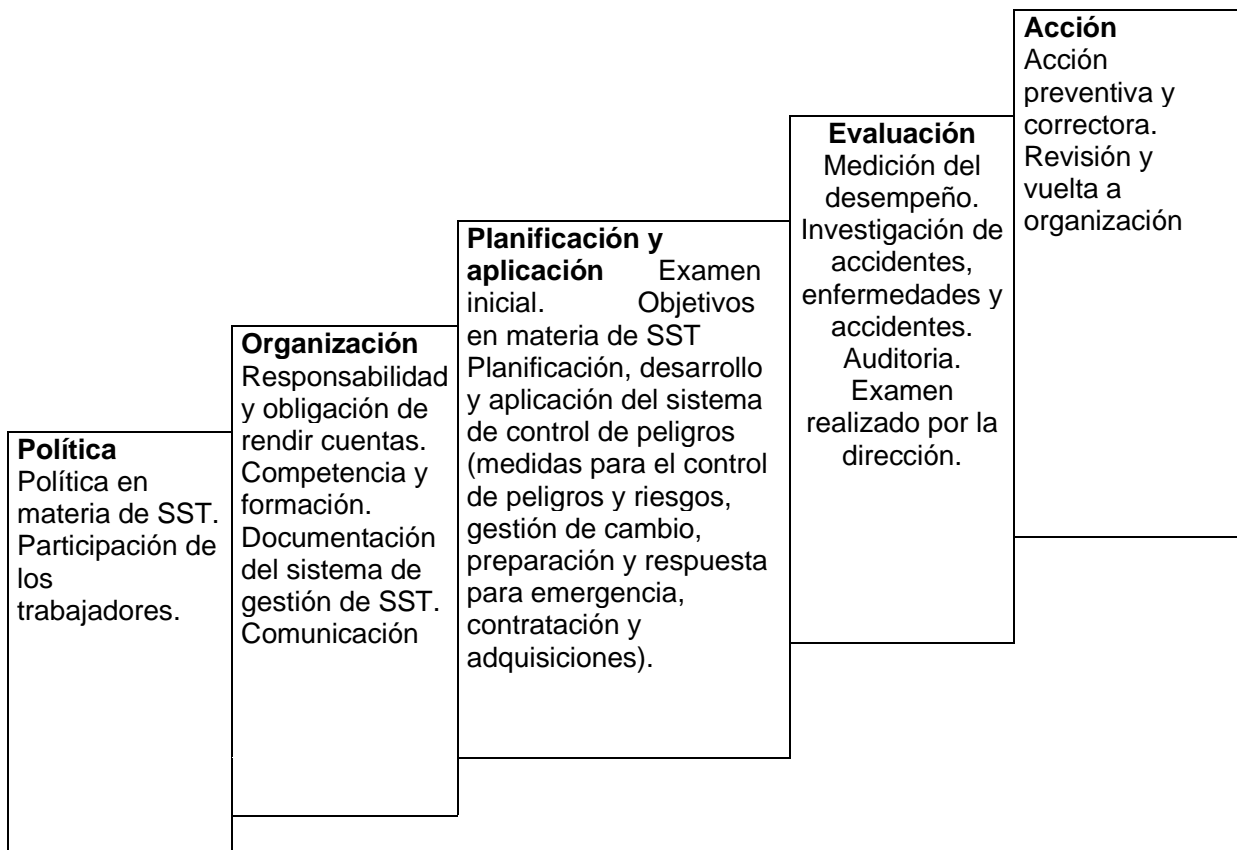 Política
Política en
materia de SST.
Participación de
los
trabajadores.
Organización
Responsabilidad
y obligación de
rendir cuentas.
Competencia y
formación.
Documentación
del sistema de
gestión de SST.
Comunicación
Planificación y
aplicación Examen
inicial. Objetivos
en materia de SST
Planificación, desarrollo
y aplicación del sistema
de control de peligros
(medidas para el control
de peligros y riesgos,
gestión de cambio,
preparación y respuesta
para emergencia,
contratación y
adquisiciones).
Evaluación
Medición del
desempeño.
Investigación de
accidentes,
enfermedades y
accidentes.
Auditoria.
Examen
realizado por la
dirección.
Acción
Acción
preventiva y
correctora.
Revisión y
vuelta a
organización